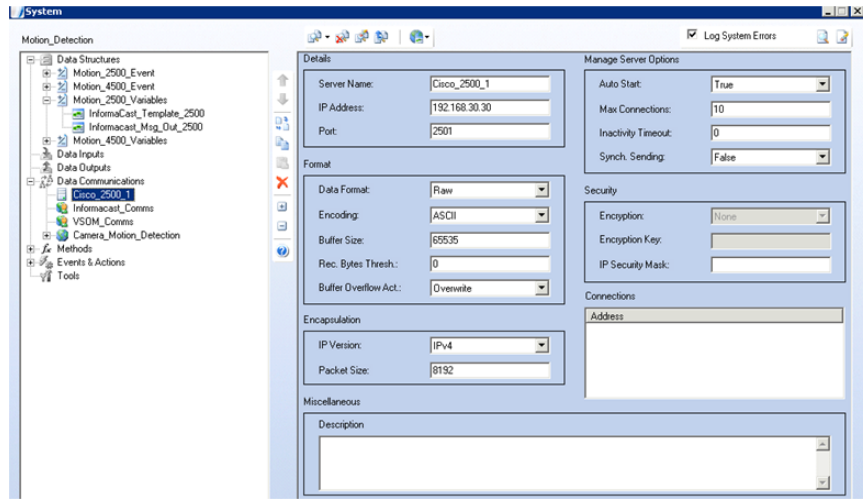 System
Motion_Detection
Log System Errors
Data Structures
Motion_2500_Event
Motion_4500_Event
Motion_2500_Variables
InformaCast_Template_2500
Informacast_Msg_Out_2500
Motion_4500_Variables
Data Inputs
Data Outputs
Data Communications
Cisco_2500_1
Informacast_Comms
VSOM_Comms
Camera_Motion_Detection
fx Methods
Events & Actions
Tools
Details
Server Name: Cisco_2500_1
IP Address: 192.168.30.30
Port: 2501
Format
Data Format: Raw
Encoding: ASCII
Buffer Size: 65535
Rec. Bytes Thresh.: 0
Buffer Overflow Act.: Overwrite
Encapsulation
IP Version: IPv4
Packet Size: 8192
Miscellaneous
Description
Manage Server Options
Auto Start: True
Max Connections: 10
Inactivity Timeout: 0
Synch. Sending: False
Security
Encryption: None
Encryption Key:
IP Security Mask:
Connections
Address